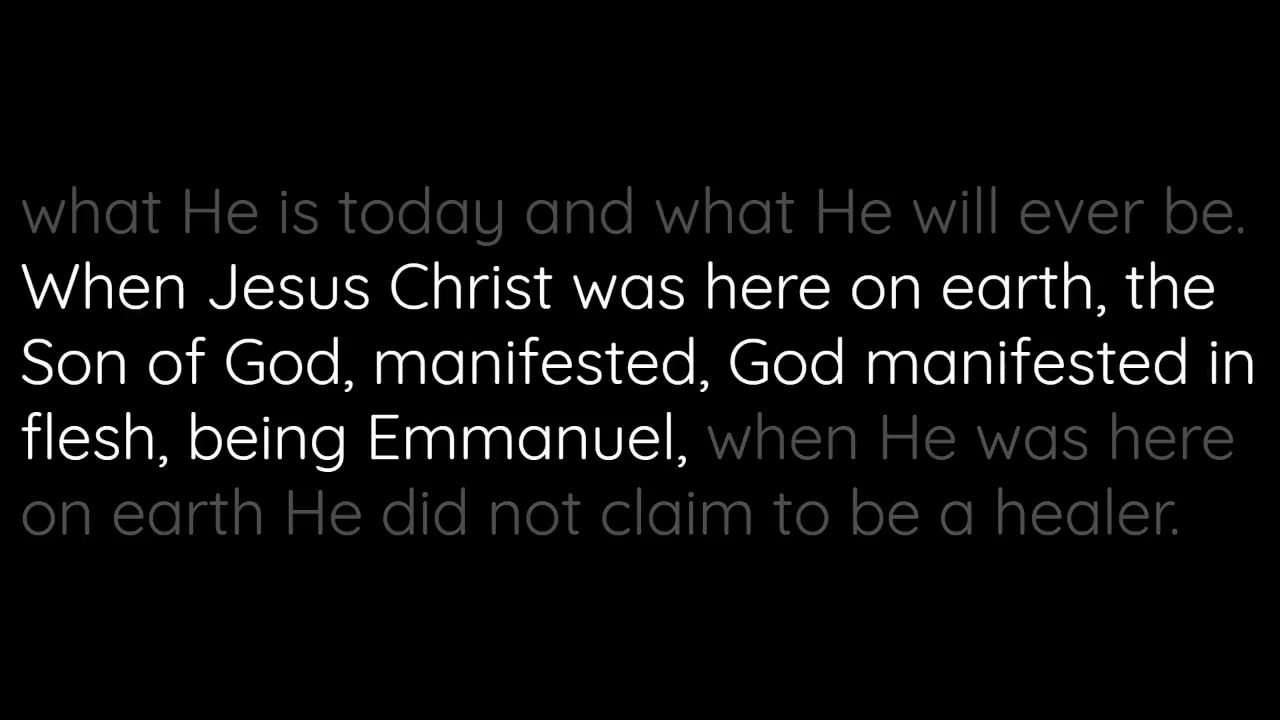 what He is today and what He will ever be.
When Jesus Christ was here on earth, the
Son of God, manifested, God manifested in
flesh, being Emmanuel, when He was here
on earth He did not claim to be a healer.